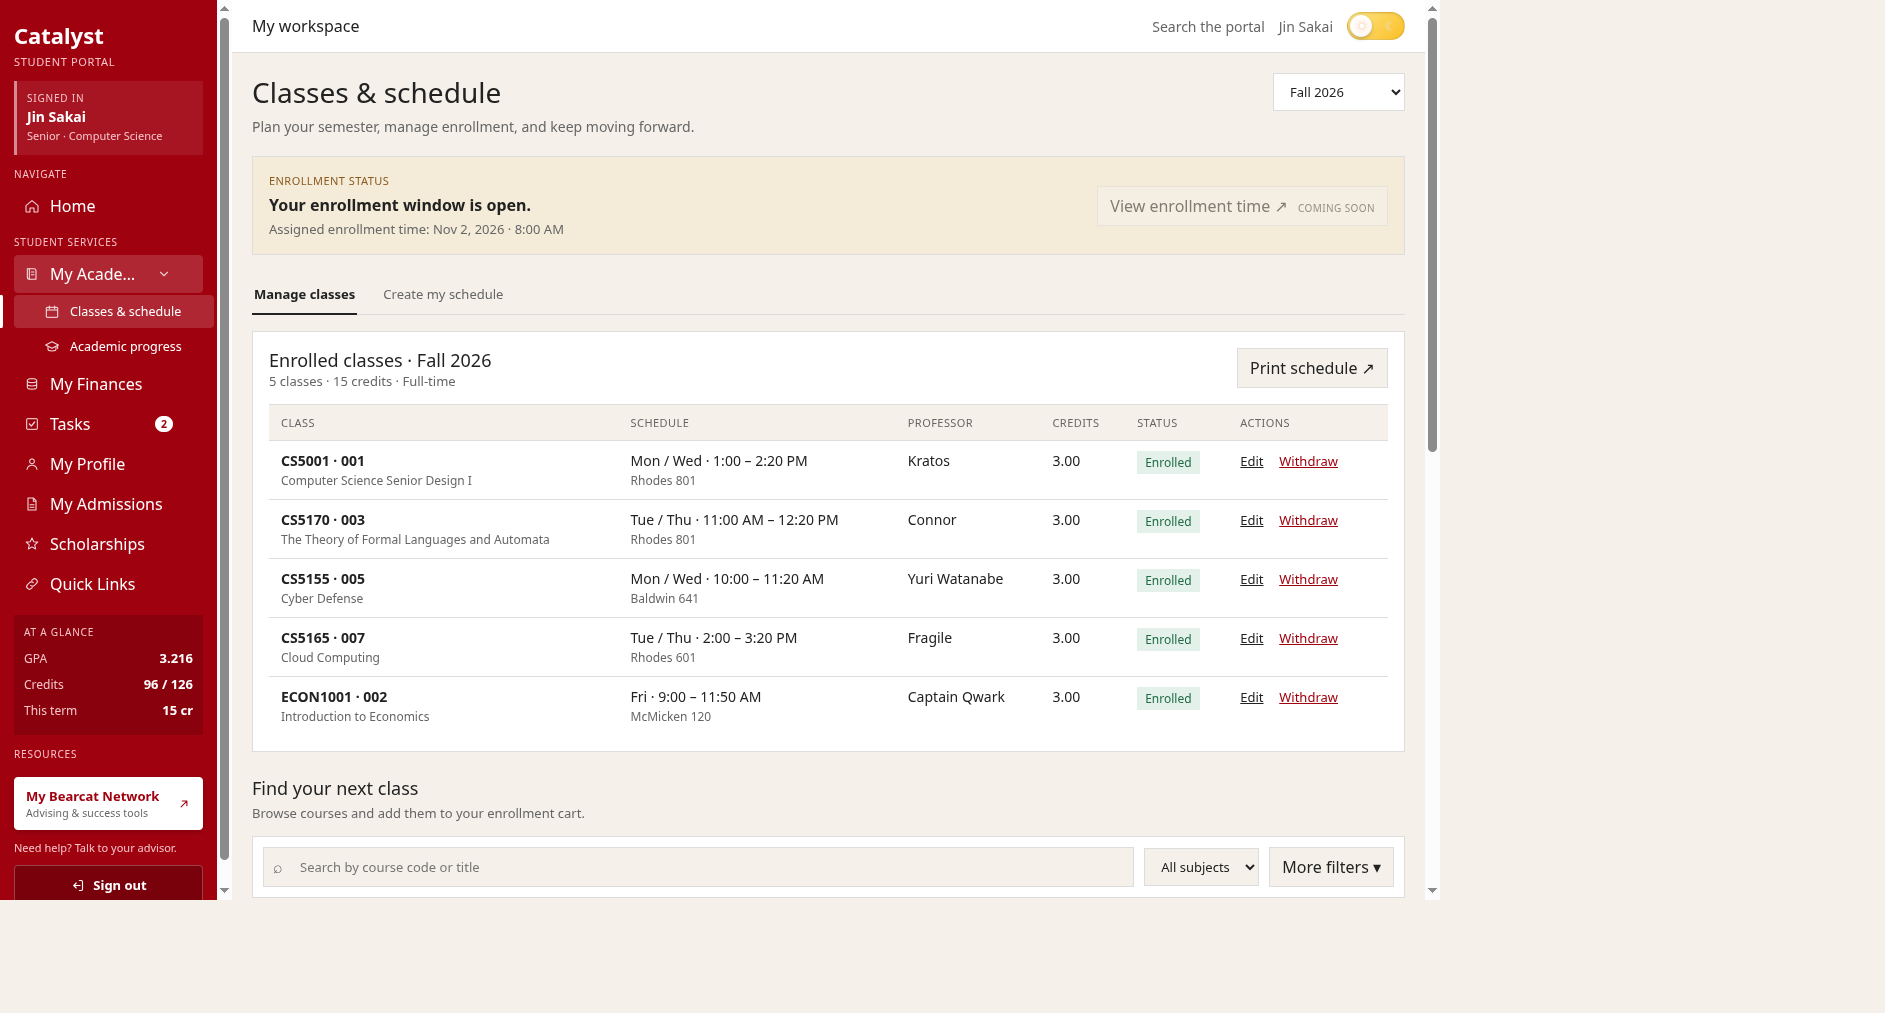 Catalyst
STUDENT PORTAL
SIGNED IN
Jin Sakai
Senior · Computer Science
NAVIGATE
Home
STUDENT SERVICES
My Acade...
Classes & schedule
Academic progress
My Finances
Tasks 2
My Profile
My Admissions
Scholarships
Quick Links
AT A GLANCE
GPA 3.216
Credits 96 / 126
This term 15 cr
RESOURCES
My Bearcat Network ↗
Advising & success tools
Need help? Talk to your advisor.
Sign out
My workspace
Search the portal Jin Sakai
Classes & schedule
Fall 2026
Plan your semester, manage enrollment, and keep moving forward.
ENROLLMENT STATUS
Your enrollment window is open.
Assigned enrollment time: Nov 2, 2026 · 8:00 AM
View enrollment time ↗ COMING SOON
Manage classes Create my schedule
Enrolled classes · Fall 2026
5 classes · 15 credits · Full-time
Print schedule ↗
CLASS SCHEDULE PROFESSOR CREDITS STATUS ACTIONS
CS5001 · 001 Mon / Wed · 1:00 – 2:20 PM Kratos 3.00 Enrolled Edit Withdraw
Computer Science Senior Design I Rhodes 801
CS5170 · 003 Tue / Thu · 11:00 AM – 12:20 PM Connor 3.00 Enrolled Edit Withdraw
The Theory of Formal Languages and Automata Rhodes 801
CS5155 · 005 Mon / Wed · 10:00 – 11:20 AM Yuri Watanabe 3.00 Enrolled Edit Withdraw
Cyber Defense Baldwin 641
CS5165 · 007 Tue / Thu · 2:00 – 3:20 PM Fragile 3.00 Enrolled Edit Withdraw
Cloud Computing Rhodes 601
ECON1001 · 002 Fri · 9:00 – 11:50 AM Captain Qwark 3.00 Enrolled Edit Withdraw
Introduction to Economics McMicken 120
Find your next class
Browse courses and add them to your enrollment cart.
Search by course code or title All subjects More filters ▾